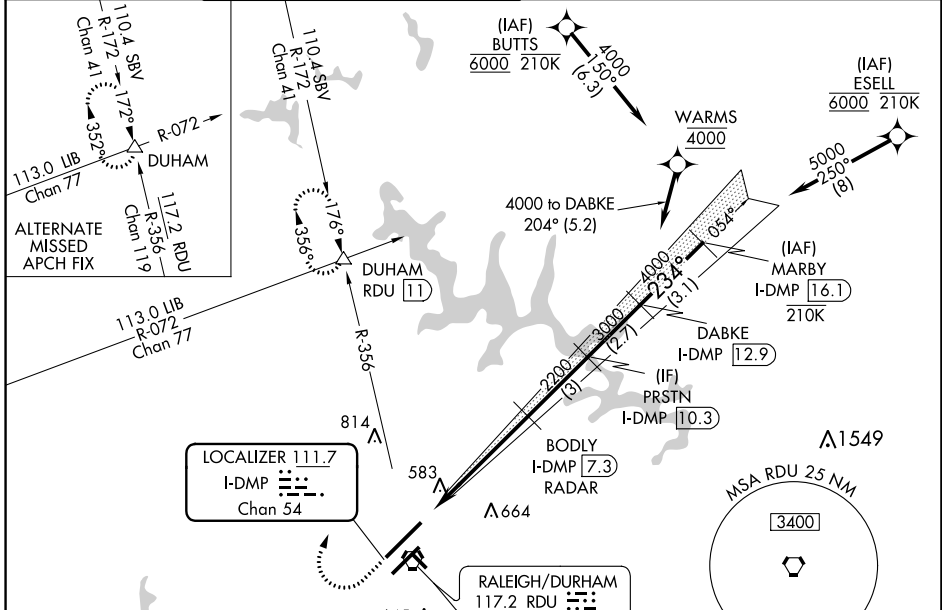 110.4 SBV
R-172
Chan 41
172°
352°
R-072
DUHAM
113.0 LIB
Chan 77
117.2 RDU
R-356
Chan 119
ALTERNATE
MISSED
APCH FIX
110.4 SBV
R-172
Chan 41
176°
356°
DUHAM
RDU 11
113.0 LIB
R-072
Chan 77
R-356
(IAF)
BUTTS
6000 210K
4000
150°
(6.3)
WARMS
4000
(IAF)
ESELL
6000 210K
5000
250°
(8)
4000 to DABKE
204° (5.2)
054°
(IAF)
MARBY
I-DMP 16.1
210K
4000
234°
(3.1)
DABKE
I-DMP 12.9
3000
(2.7)
(IF)
PRSTN
I-DMP 10.3
2200
(3)
BODLY
I-DMP 7.3
RADAR
814
583
664
1549
LOCALIZER 111.7
I-DMP
Chan 54
MSA RDU 25 NM
3400
RALEIGH/DURHAM
117.2 RDU